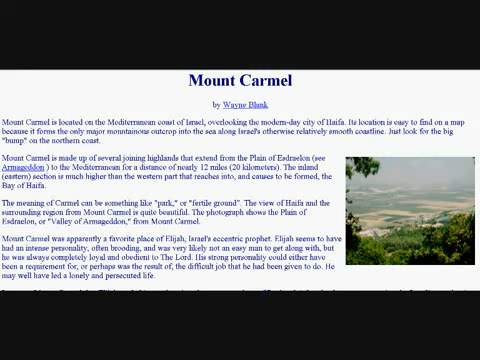 Mount Carmel
by Wayne Blank
Mount Carmel is located on the Mediterranean coast of Israel, overlooking the modern-day city of Haifa. Its location is easy to find on a map
because it forms the only major mountainous outcrop into the sea along Israel's otherwise relatively smooth coastline. Just look for the big
"bump" on the northern coast.
Mount Carmel is made up of several joining highlands that extend from the Plain of Esdraelon (see
Armageddon ) to the Mediterranean for a distance of nearly 12 miles (20 kilometers). The inland
(eastern) section is much higher than the western part that reaches into, and causes to be formed, the
Bay of Haifa.
The meaning of Carmel can be something like "park," or "fertile ground". The view of Haifa and the
surrounding region from Mount Carmel is quite beautiful. The photograph shows the Plain of
Esdraelon, or "Valley of Armageddon," from Mount Carmel.
Mount Carmel was apparently a favorite place of Elijah, Israel's eccentric prophet. Elijah seems to have
had an intense personality, often brooding, and was very likely not an easy man to get along with, but
he was always completely loyal and obedient to The Lord. His strong personality could either have
been a requirement for, or perhaps was the result of, the difficult job that he had been given to do. He
may well have led a lonely and persecuted life.